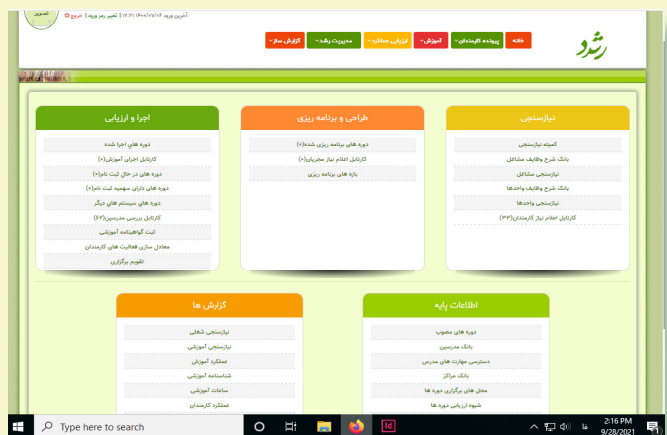 تصویر
آخرین ورود ۱۴۰۰/۰۷/۰۶ ۱۲:۲۱ | تغییر رمز ورود | خروج
رشد
خانه
پرونده کارمندان
آموزش
ارزیابی عملکرد
مدیریت رشد
گزارش ساز
نیازسنجی
کمیته نیازسنجی
بانک شرح وظایف مشاغل
نیازسنجی مشاغل
بانک شرح وظایف واحدها
نیازسنجی واحدها
کارتابل اعلام نیاز کارمندان(۳۳)
طراحی و برنامه ریزی
دوره های برنامه ریزی شده(۰)
کارتابل اعلام نیاز مجریان(۰)
بازه های برنامه ریزی
اجرا و ارزیابی
دوره های اجرا شده
کارتابل اجرای آموزش(۰)
دوره های در حال ثبت نام(۰)
دوره های دارای سهمیه ثبت نام(۰)
دوره های سیستم های دیگر
کارتابل بررسی مدرسین(۶۲)
ثبت گواهینامه آموزشی
معادل سازی فعالیت های کارمندان
تقویم برگزاری
اطلاعات پایه
دوره های مصوب
بانک مدرسین
دسترسی مهارت های مدرس
بانک مراکز
محل های برگزاری دوره ها
شیوه ارزیابی دوره ها
گزارش ها
نیازسنجی شغلی
نیازسنجی آموزشی
عملکرد آموزش
شناسنامه آموزشی
ساعات آموزشی
عملکرد کارمندان
Type here to search
Id
فا
2:16 PM
9/28/2021